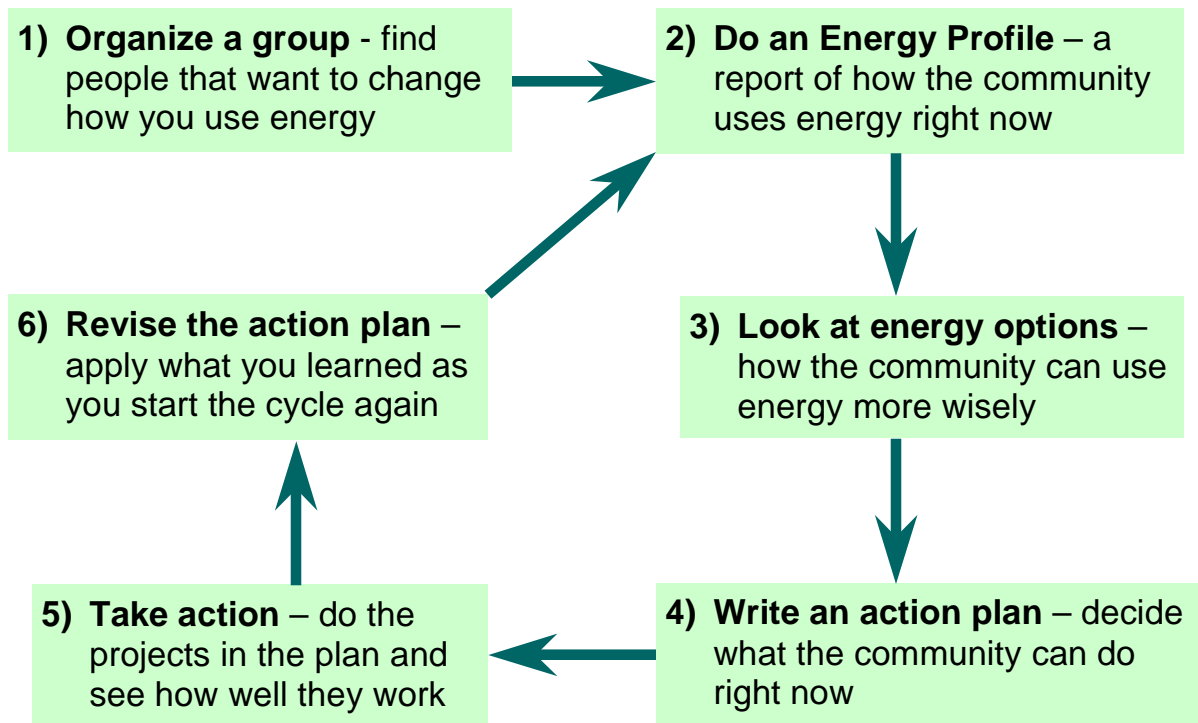 1) Organize a group - find
people that want to change
how you use energy
2) Do an Energy Profile – a
report of how the community
uses energy right now
3) Look at energy options –
how the community can use
energy more wisely
4) Write an action plan – decide
what the community can do
right now
5) Take action – do the
projects in the plan and
see how well they work
6) Revise the action plan –
apply what you learned as
you start the cycle again